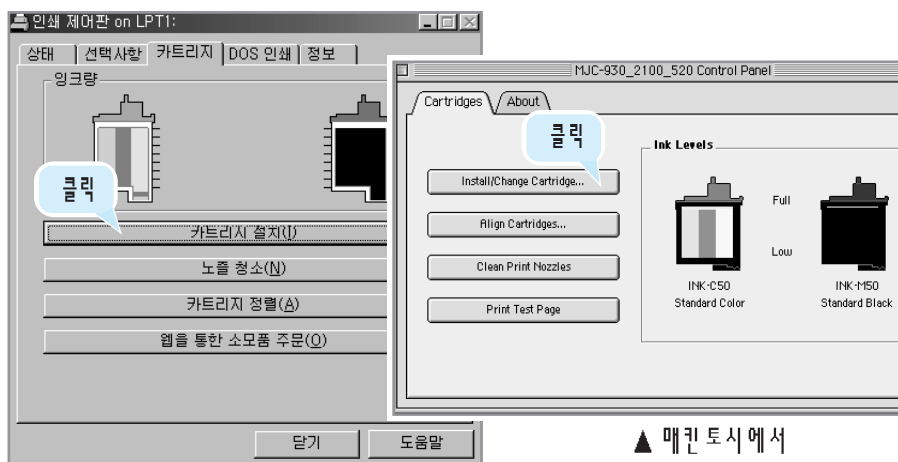 인쇄 제어판 on LPT1:
상태 선택사항 카트리지 DOS 인쇄 정보
잉크량
클릭
카트리지 설치(I)
노즐 청소(N)
카트리지 정렬(A)
웹을 통한 소모품 주문(O)
닫기 도움말
MJC-930_2100_520 Control Panel
Cartridges About
클릭
Install/Change Cartridge...
Align Cartridges...
Clean Print Nozzles
Print Test Page
Ink Levels
Full
Low
INK-C50 INK-M50
Standard Color Standard Black
▲ 매킨토시에서